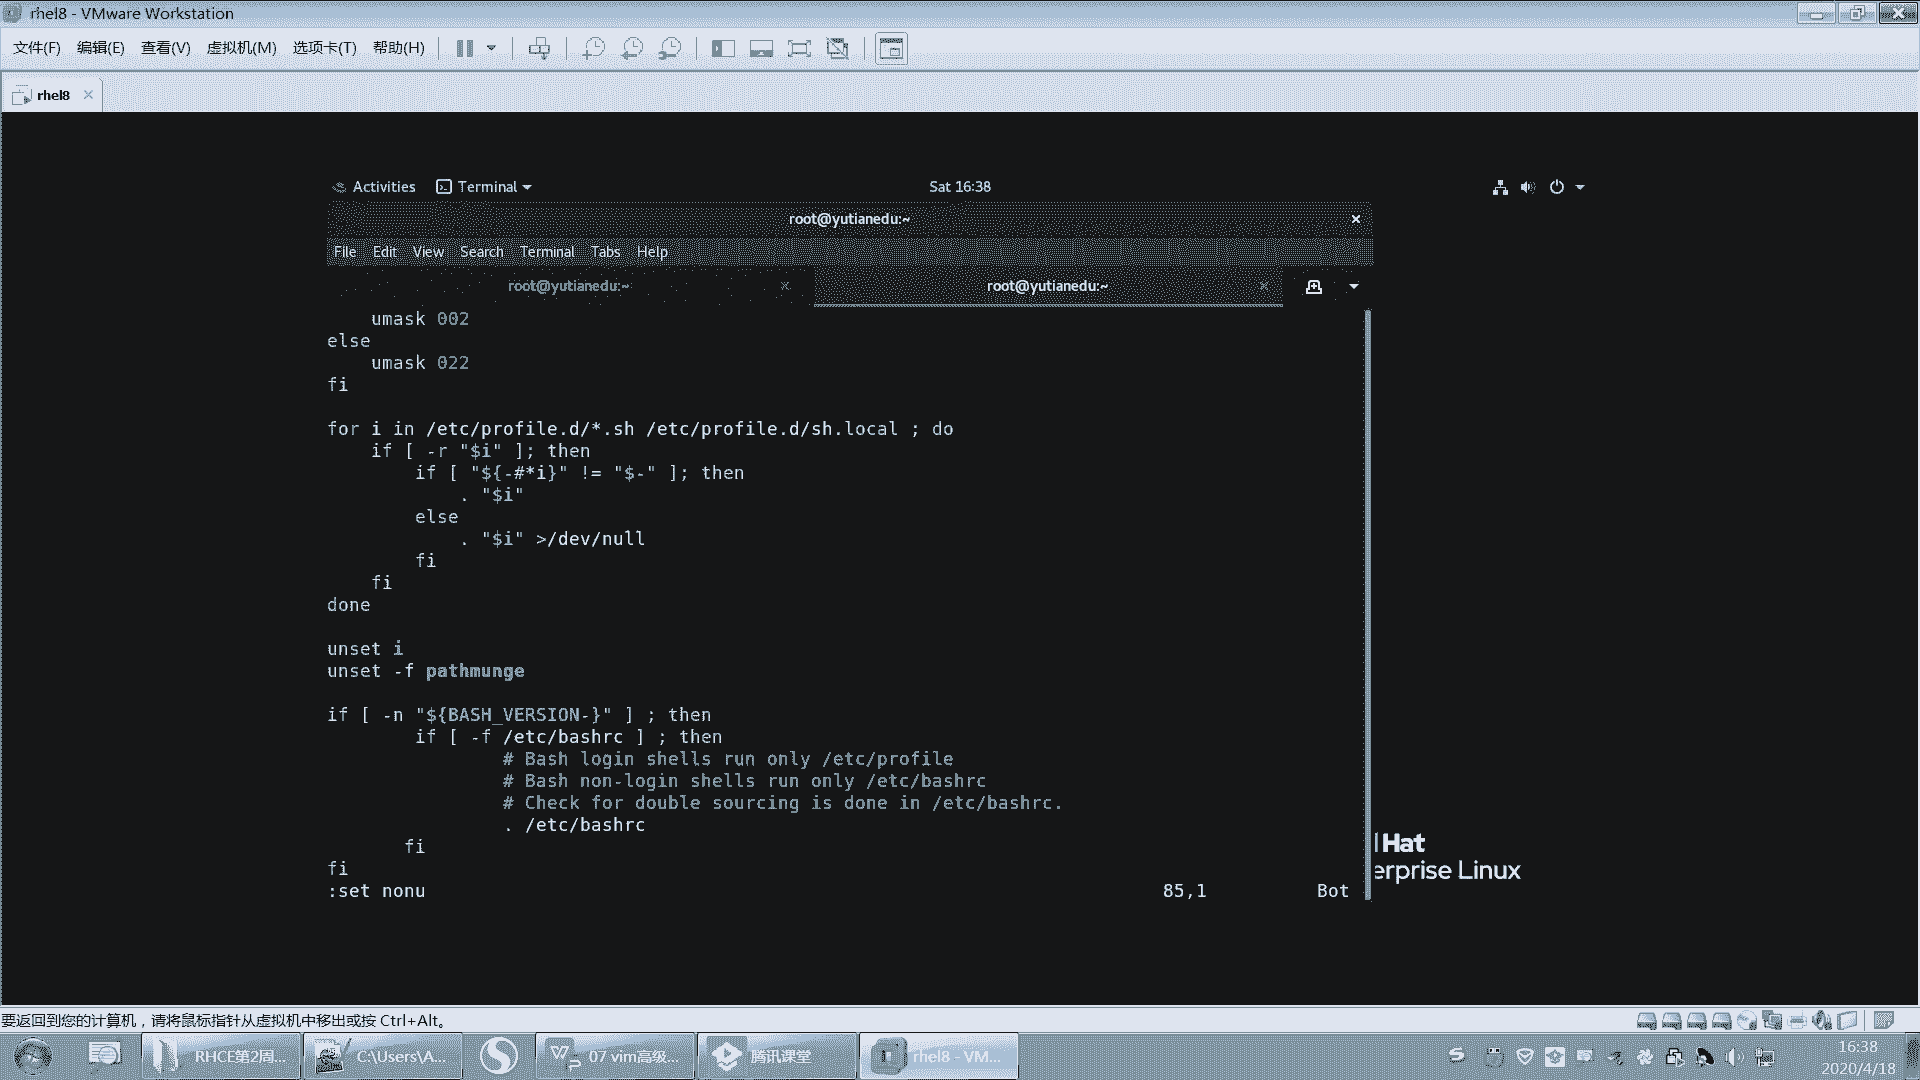 rhel8 - VMware Workstation
文件(F) 编辑(E) 查看(V) 虚拟机(M) 选项卡(T) 帮助(H)
rhel8
Activities Terminal Sat 16:38
root@yutianedu:~
File Edit View Search Terminal Tabs Help
root@yutianedu:~ root@yutianedu:~
umask 002
else
umask 022
fi
for i in /etc/profile.d/*.sh /etc/profile.d/sh.local ; do
if [ -r "$i" ]; then
if [ "${-#*i}" != "$-" ]; then
. "$i"
else
. "$i" >/dev/null
fi
fi
done
unset i
unset -f pathmunge
if [ -n "${BASH_VERSION-}" ] ; then
if [ -f /etc/bashrc ] ; then
# Bash login shells run only /etc/profile
# Bash non-login shells run only /etc/bashrc
# Check for double sourcing is done in /etc/bashrc.
. /etc/bashrc
fi
fi
:set nonu 85,1 Bot
Hat
erprise Linux
要返回到您的计算机，请将鼠标指针从虚拟机中移出或按 Ctrl+Alt。
RHCE第2周... C:\Users\A... 07 vim高级... 腾讯课堂 rhel8 - VM...
16:38
2020/4/18